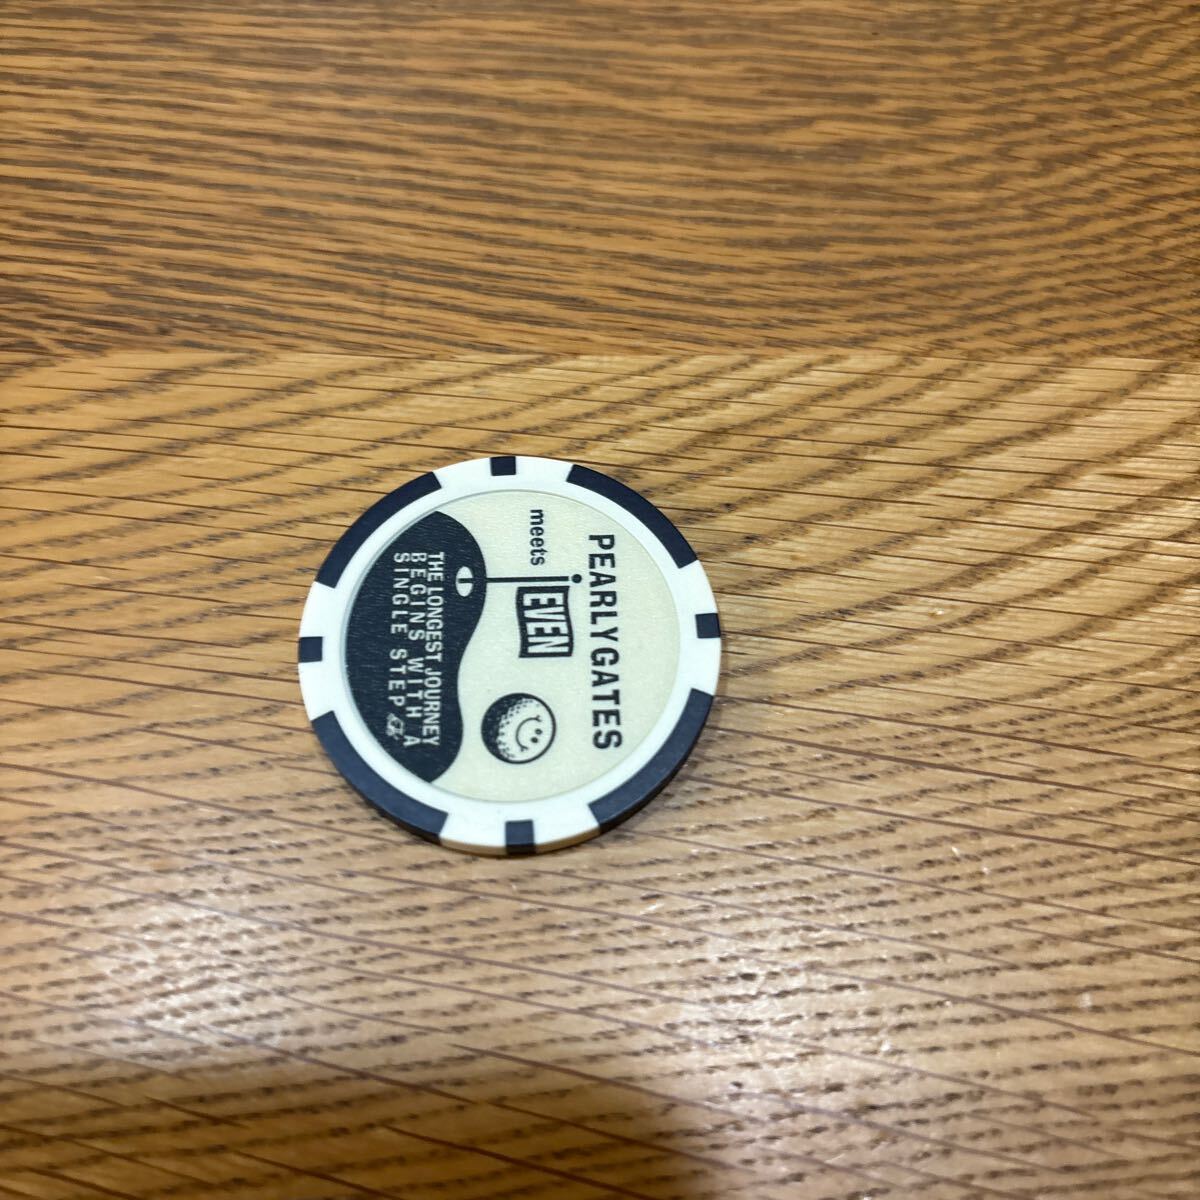 PEARLY GATES
meets
EVEN
THE LONGEST JOURNEY
BEGINS WITH A
SINGLE STEP